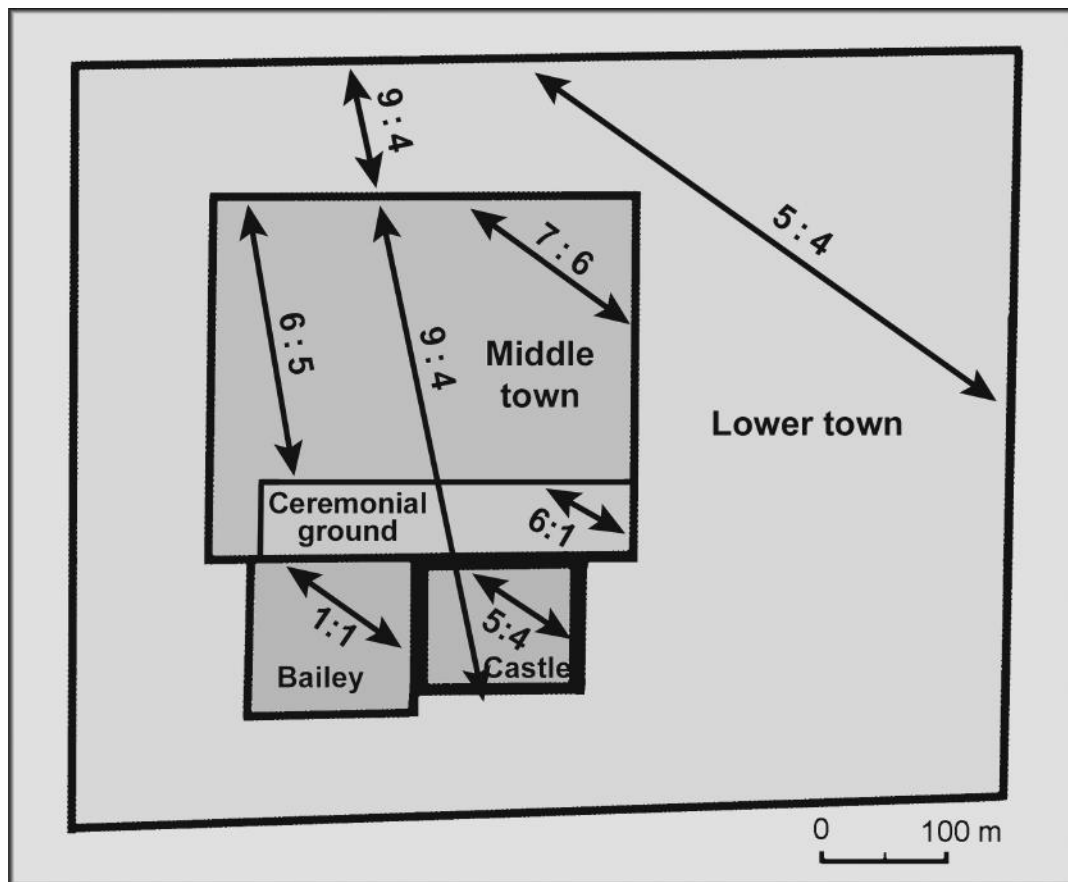 9 : 4
5 : 4
7 : 6
6 : 5
9 : 4
Middle
town
Lower town
Ceremonial
ground
6:1
1:1
5:4
Bailey
Castle
0 100 m